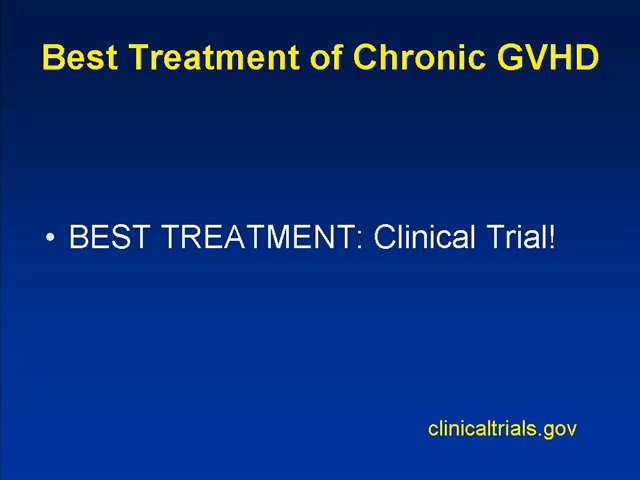 Best Treatment of Chronic GVHD
• BEST TREATMENT: Clinical Trial!
clinicaltrials.gov